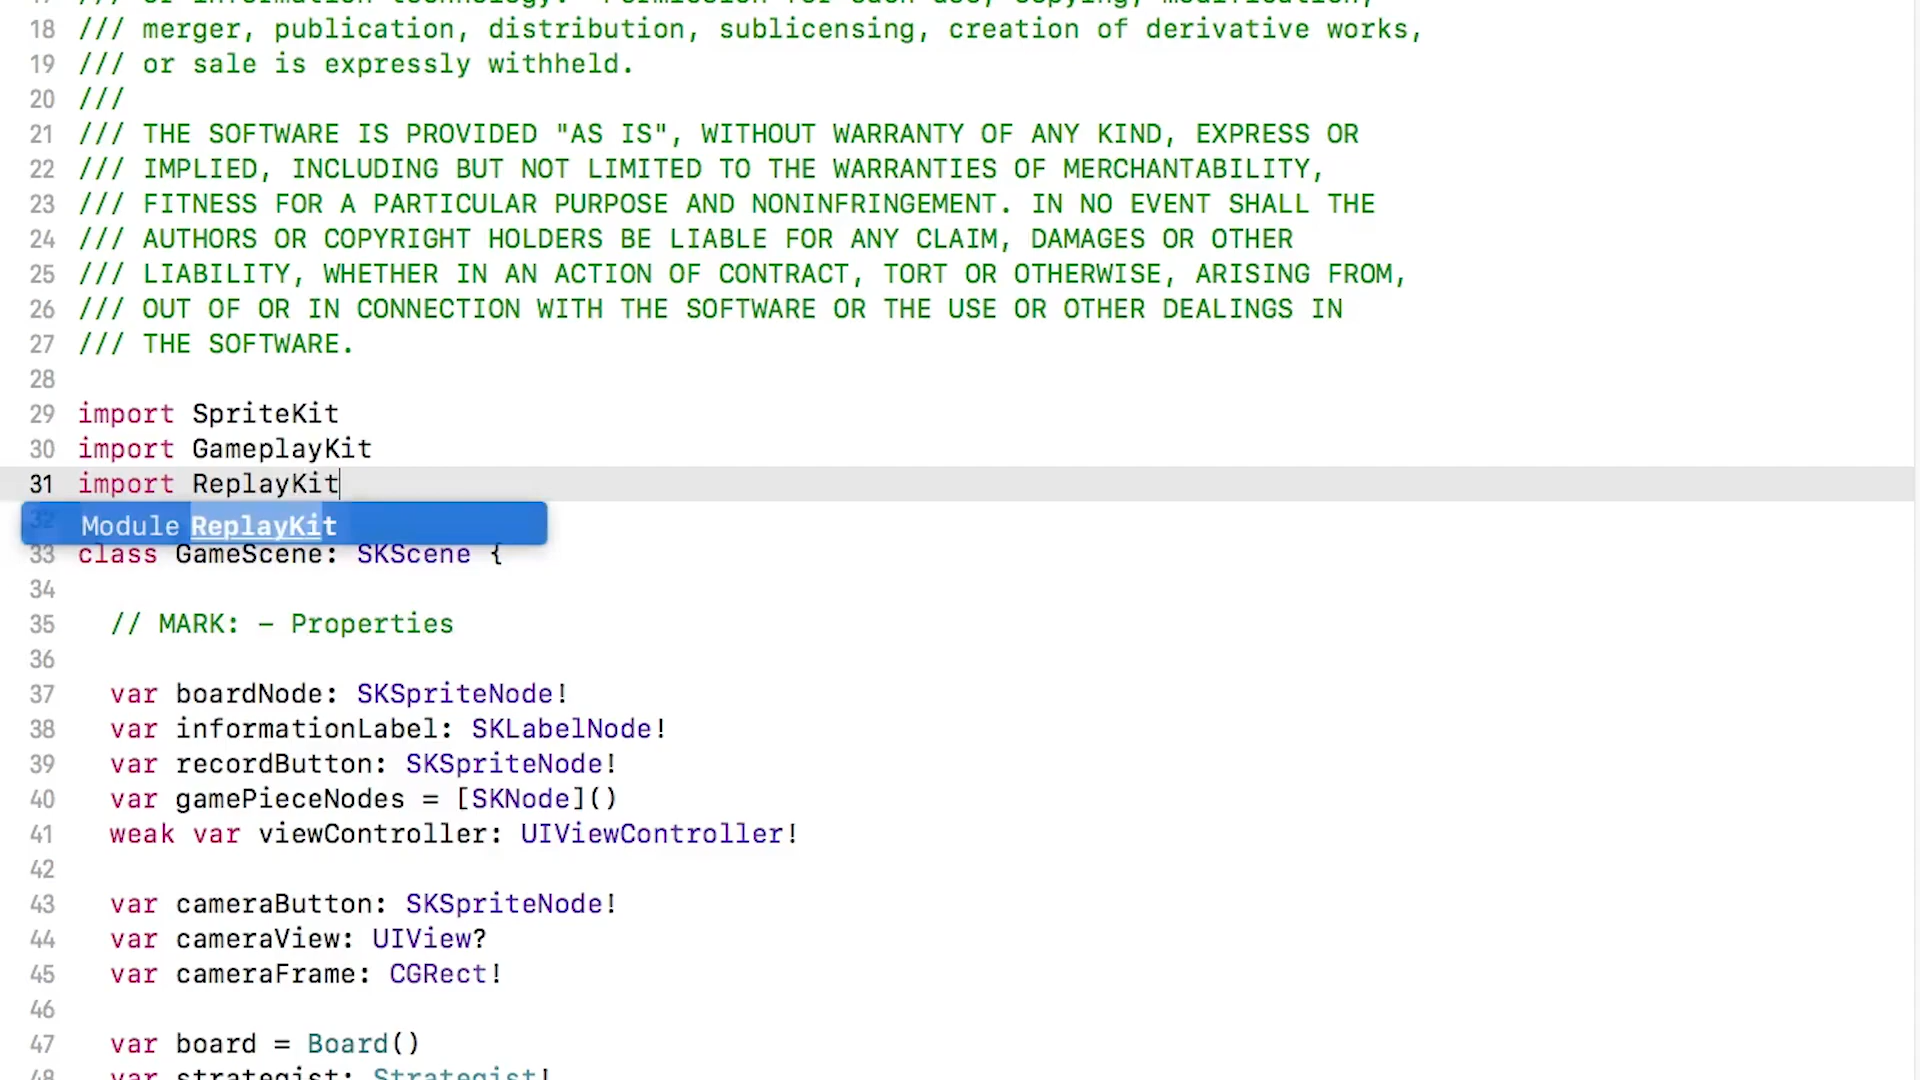 18 /// merger, publication, distribution, sublicensing, creation of derivative works,
19 /// or sale is expressly withheld.
20 ///
21 /// THE SOFTWARE IS PROVIDED "AS IS", WITHOUT WARRANTY OF ANY KIND, EXPRESS OR
22 /// IMPLIED, INCLUDING BUT NOT LIMITED TO THE WARRANTIES OF MERCHANTABILITY,
23 /// FITNESS FOR A PARTICULAR PURPOSE AND NONINFRINGEMENT. IN NO EVENT SHALL THE
24 /// AUTHORS OR COPYRIGHT HOLDERS BE LIABLE FOR ANY CLAIM, DAMAGES OR OTHER
25 /// LIABILITY, WHETHER IN AN ACTION OF CONTRACT, TORT OR OTHERWISE, ARISING FROM,
26 /// OUT OF OR IN CONNECTION WITH THE SOFTWARE OR THE USE OR OTHER DEALINGS IN
27 /// THE SOFTWARE.
28
29 import SpriteKit
30 import GameplayKit
31 import ReplayKit
32 Module ReplayKit
33 class GameScene: SKScene {
34
35 // MARK: - Properties
36
37 var boardNode: SKSpriteNode!
38 var informationLabel: SKLabelNode!
39 var recordButton: SKSpriteNode!
40 var gamePieceNodes = [SKNode]()
41 weak var viewController: UIViewController!
42
43 var cameraButton: SKSpriteNode!
44 var cameraView: UIView?
45 var cameraFrame: CGRect!
46
47 var board = Board()
48 var strategist: Strategist!